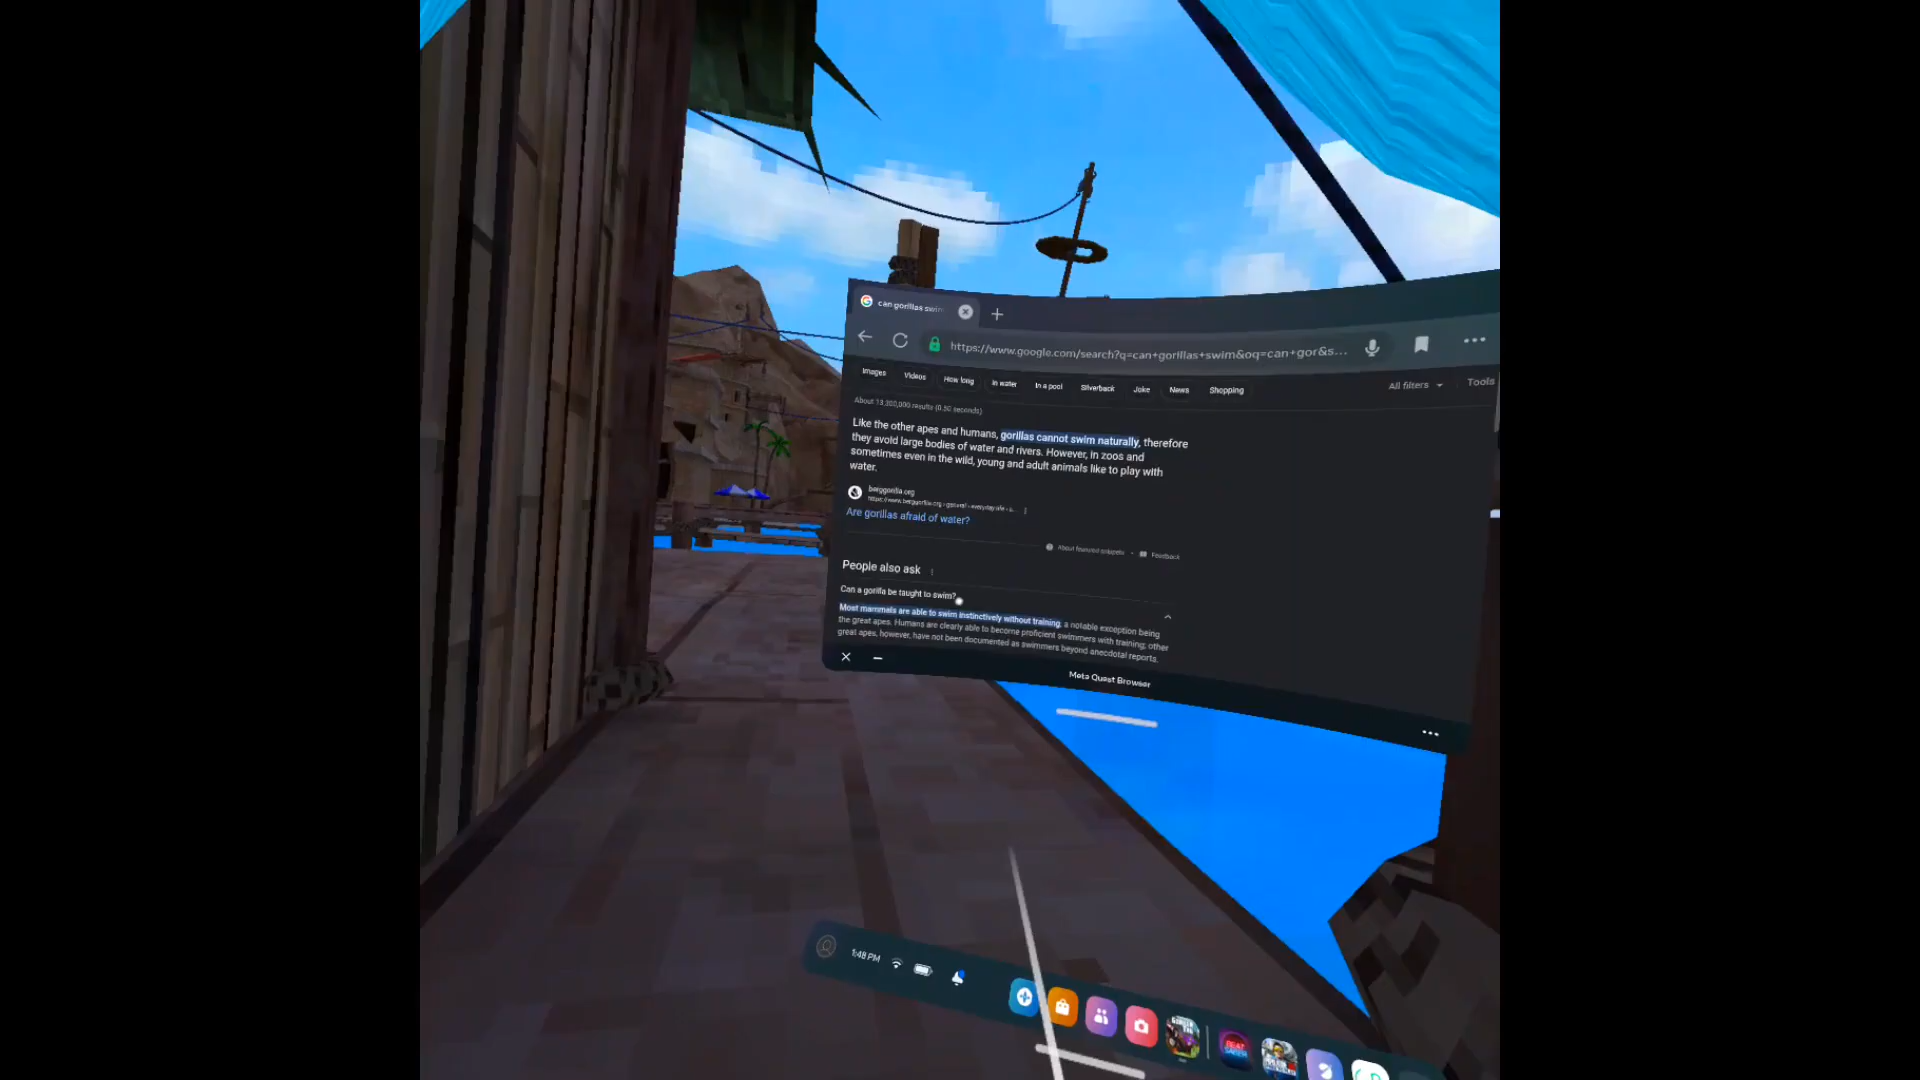 can gorillas swim
https://www.google.com/search?q=can+gorillas+swim&oq=can+gor&s...
Images Videos How long In water In a pool Silverback Joke News Shopping All filters Tools
Like the other apes and humans, gorillas cannot swim naturally, therefore
they avoid large bodies of water and rivers. However, in zoos and
sometimes even in the wild, young and adult animals like to play with
water.
berggorilla.org
Are gorillas afraid of water?
About featured snippets • Feedback
People also ask
Can a gorilla be taught to swim?
Most mammals are able to swim instinctively without training, a notable exception being
the great apes. Humans are clearly able to become proficient swimmers with training; other
great apes, however, have not been documented as swimmers beyond anecdotal reports.
Meta Quest Browser
1:48 PM
BEAT
SABER